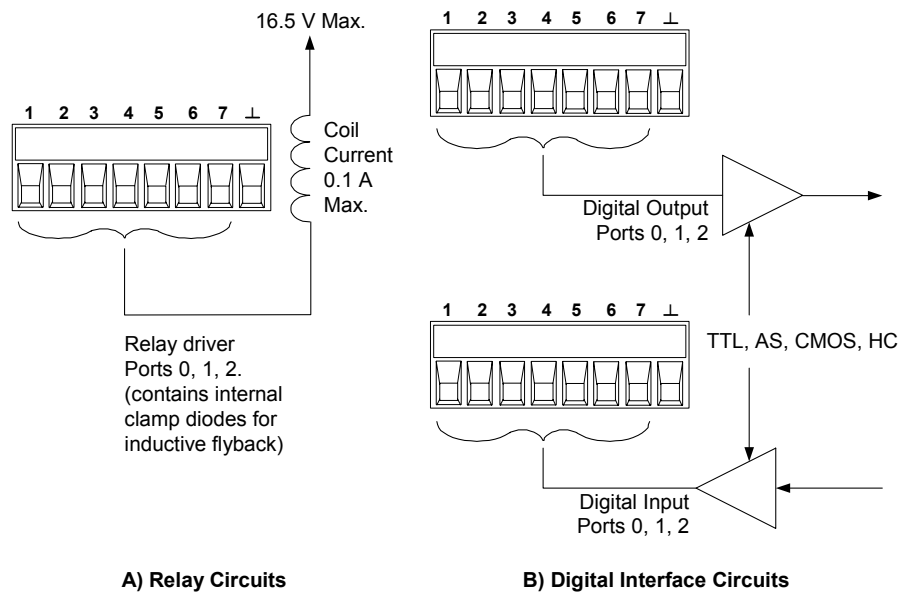 16.5 V Max.
1 2 3 4 5 6 7 ⊥
Coil
Current
0.1 A
Max.
Relay driver
Ports 0, 1, 2.
(contains internal
clamp diodes for
inductive flyback)
A) Relay Circuits
1 2 3 4 5 6 7 ⊥
Digital Output
Ports 0, 1, 2
1 2 3 4 5 6 7 ⊥
TTL, AS, CMOS, HC
Digital Input
Ports 0, 1, 2
B) Digital Interface Circuits